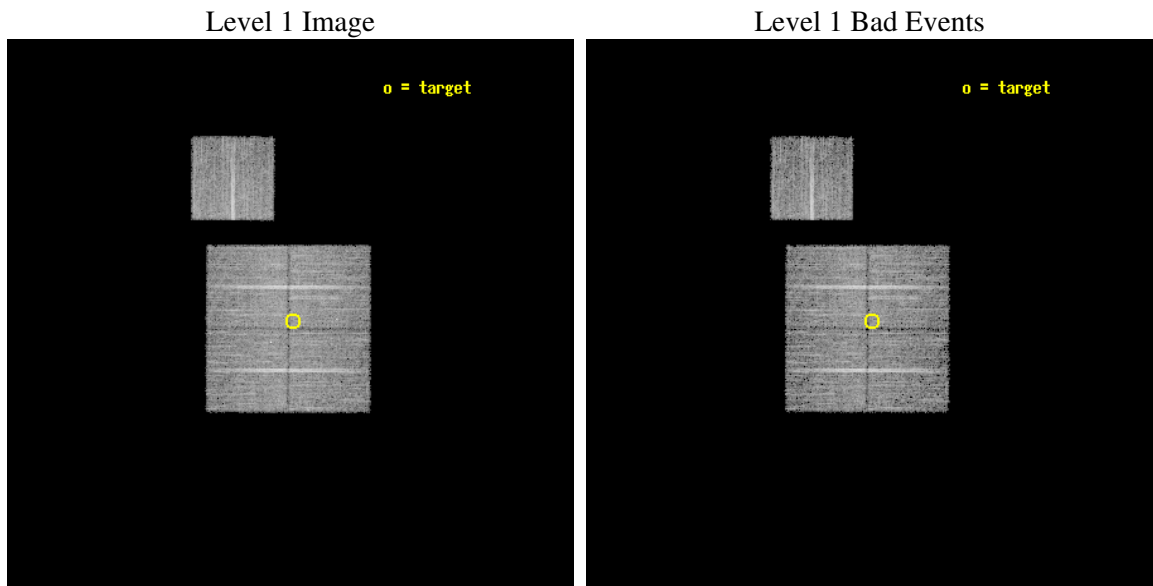 Level 1 Image
Level 1 Bad Events
o = target
o = target